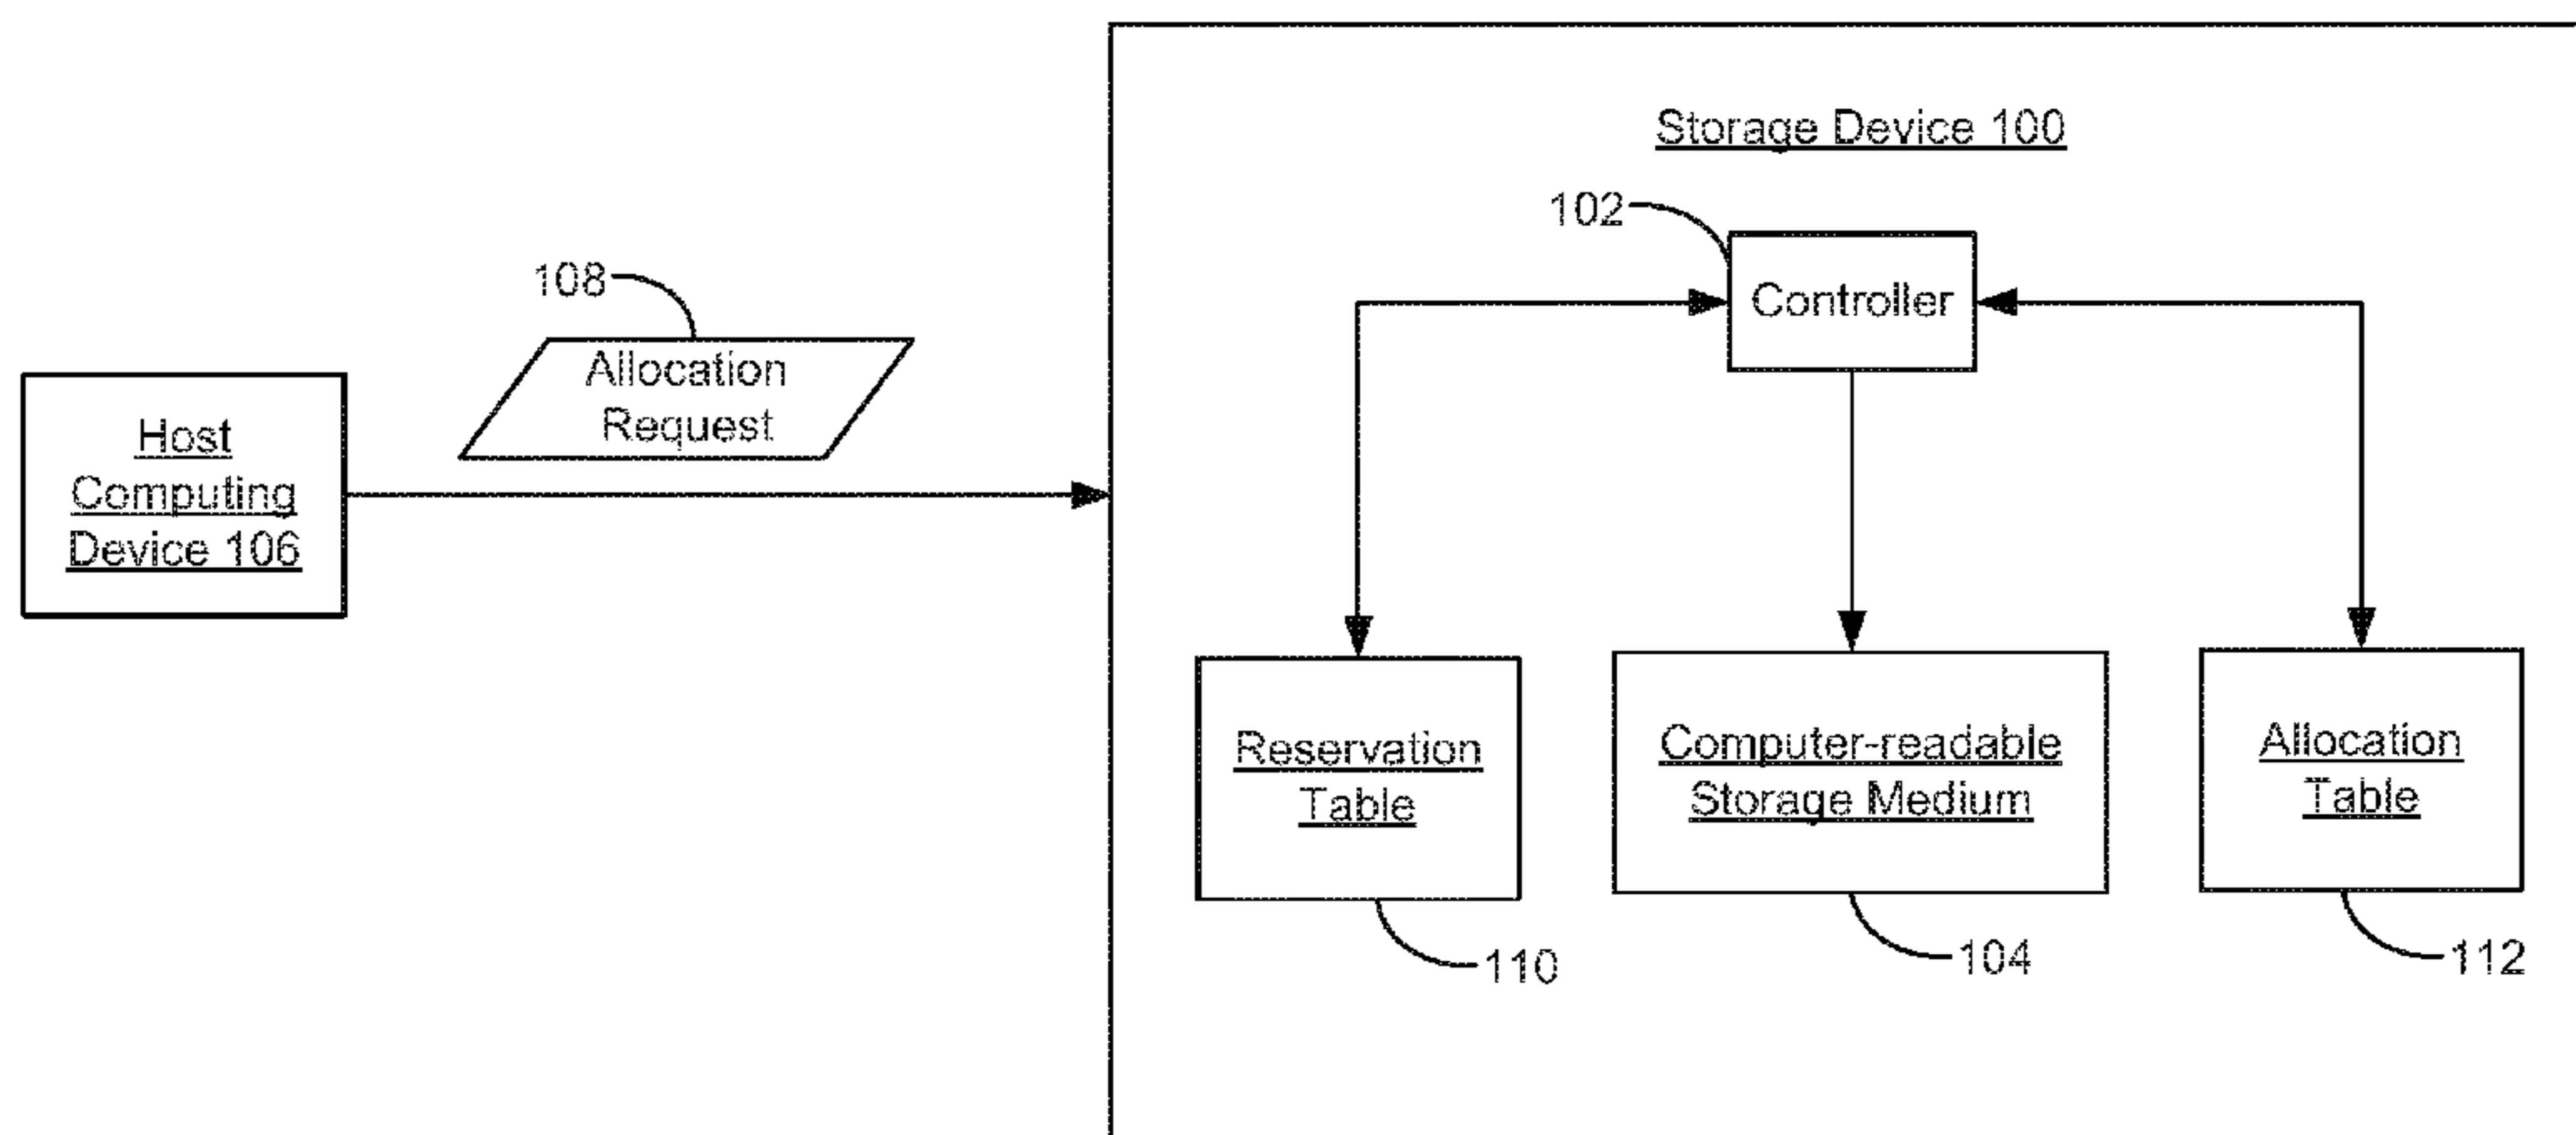 Storage Device 100
102
Controller
108
Allocation
Request
Host
Computing
Device 106
Reservation
Table
Computer-readable
Storage Medium
Allocation
Table
110
104
112